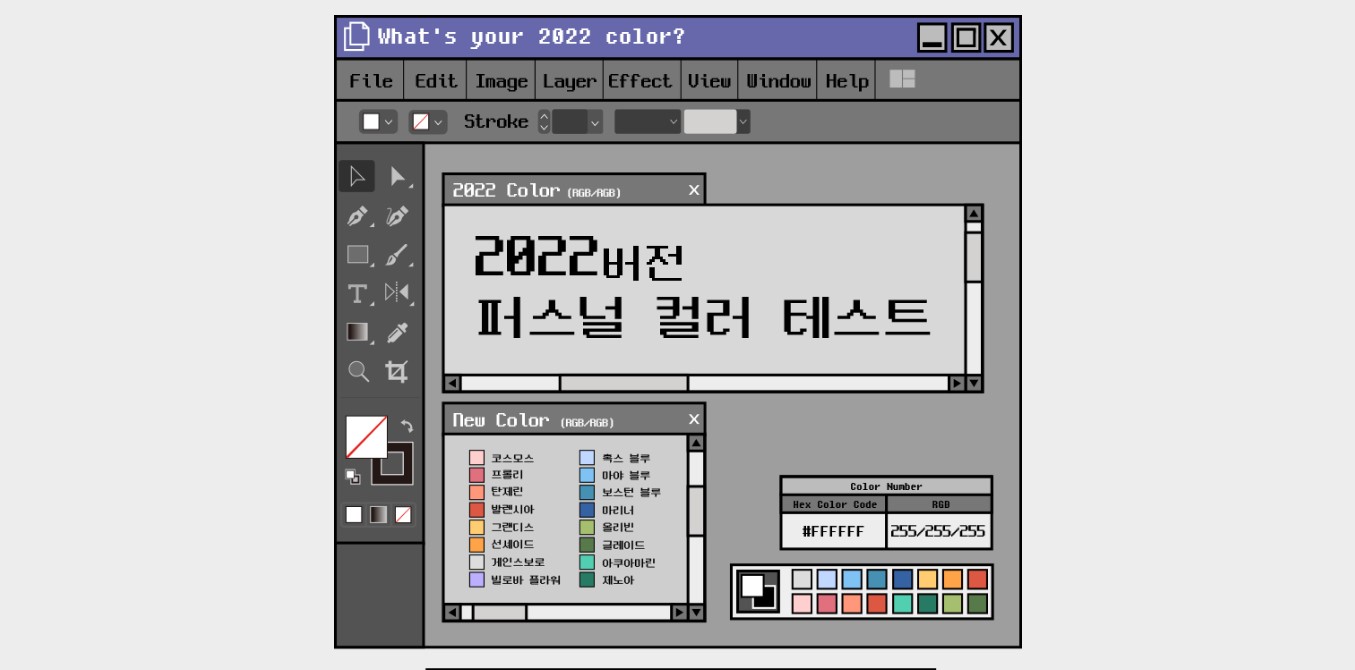 What's your 2022 color?
File Edit Image Layer Effect View Window Help
Stroke
2022 Color (RGB/RGB)
2022버전
퍼스널 컬러 테스트
New Color (RGB/RGB)
코스모스
프롤리
탄제린
발렌시아
그랜디스
선셰이드
게인스보로
빌로바 플라워
혹스 블루
마야 블루
보스턴 블루
마리너
올리빈
글레이드
아쿠아마린
제노아
Color Number
Hex Color Code RGB
#FFFFFF 255/255/255